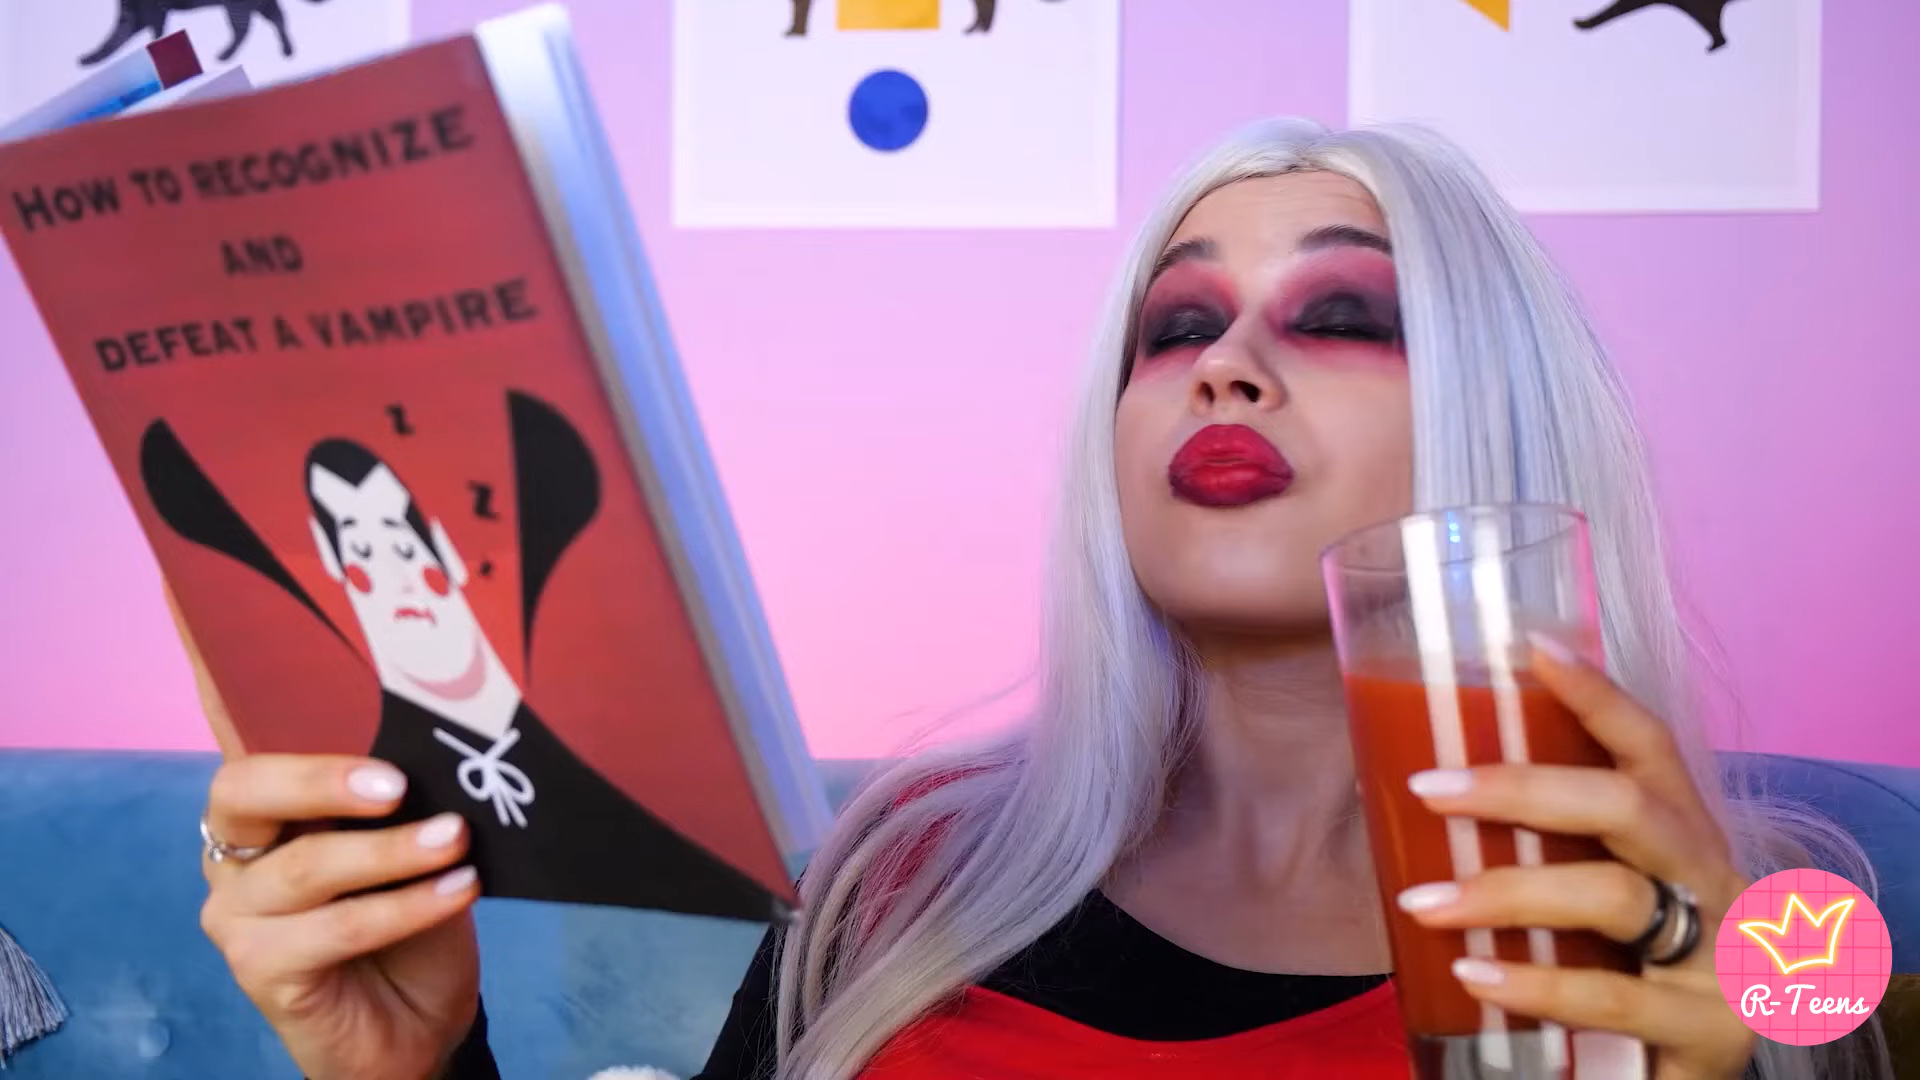 HOW TO RECOGNIZE
AND
DEFEAT A VAMPIRE
z
z
R-Teens